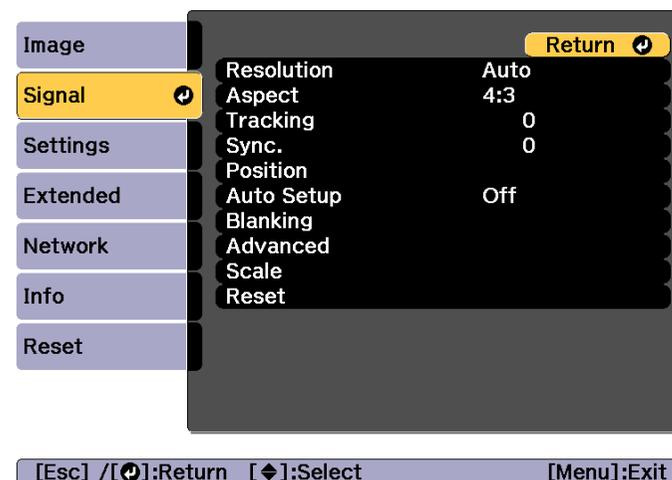 Image
Signal
Settings
Extended
Network
Info
Reset
Return
Resolution Auto
Aspect 4:3
Tracking 0
Sync. 0
Position
Auto Setup Off
Blanking
Advanced
Scale
Reset
[Esc] /[↵]:Return [◆]:Select [Menu]:Exit